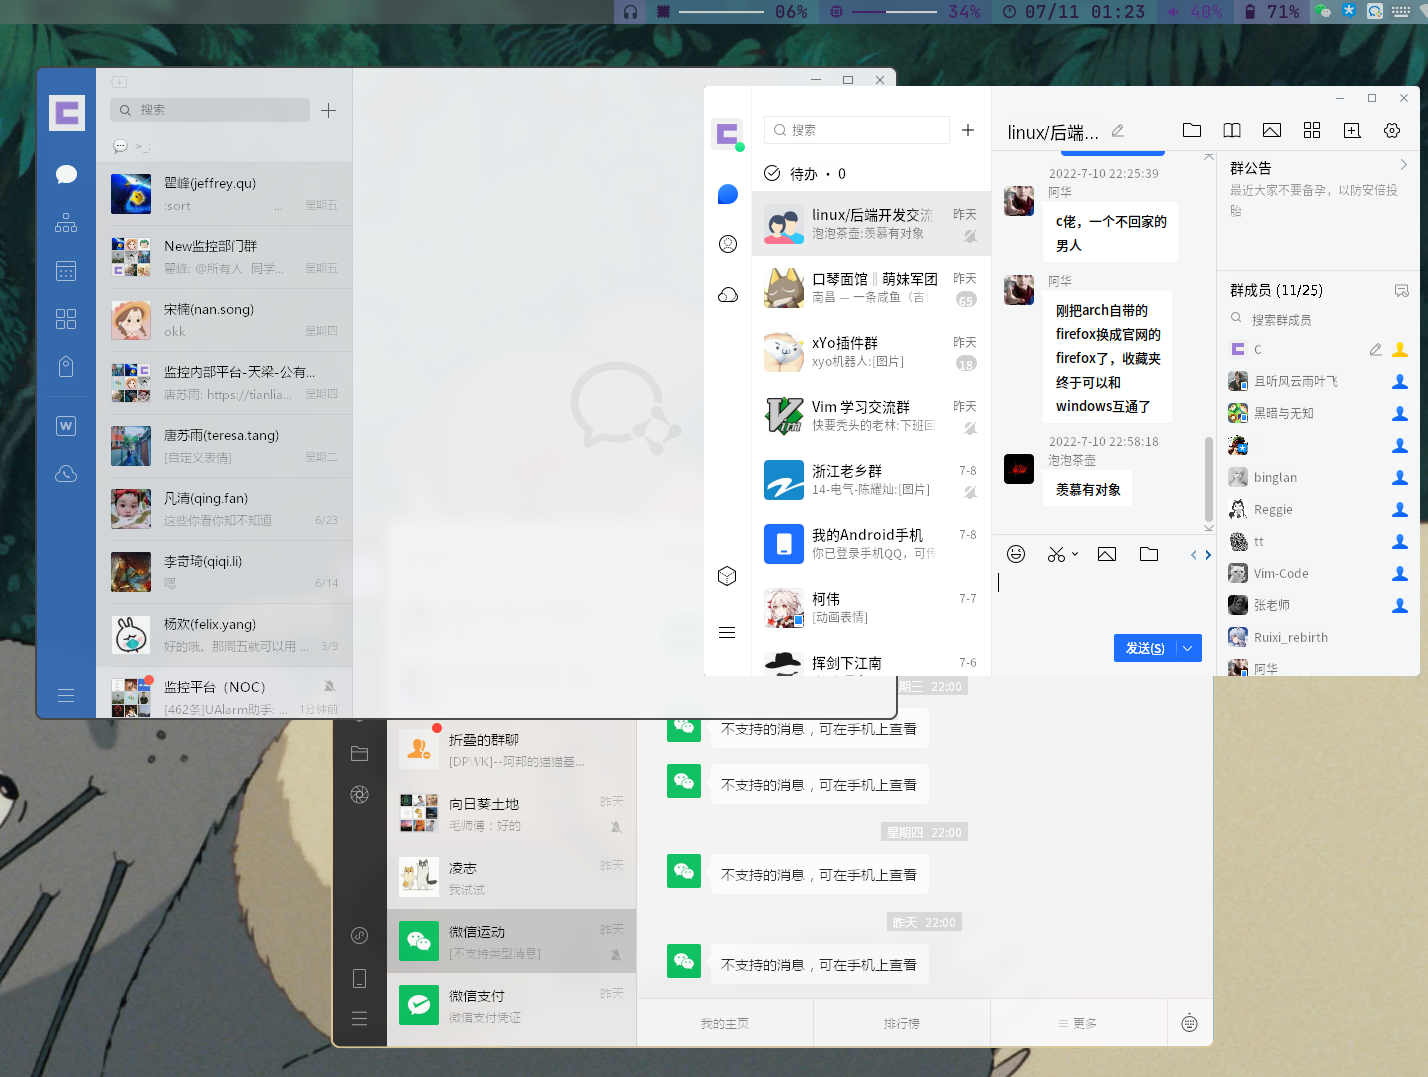 06%
34%
07/11 01:23
40%
71%
搜索
>_:
瞿峰(jeffrey.qu)
:sort
...
星期五
New监控部门群
瞿峰: @所有人 同学...
星期五
宋楠(nan.song)
okk
星期四
监控内部平台-天梁-公有...
唐苏雨: https://tianlia...
星期四
唐苏雨(teresa.tang)
[自定义表情]
星期二
凡清(qing.fan)
这些你看你知不知道
6/23
李奇琦(qiqi.li)
嗯
6/14
杨欢(felix.yang)
好的哦。那周五就可以用 ...
3/9
监控平台（NOC）
[462条]UAlarm助手: ...
1分钟前
搜索
待办 · 0
linux/后端开发交流
昨天
泡泡茶壶:羡慕有对象
口琴面馆‖萌妹军团
昨天
南昌 — 一条咸鱼（吉
65
xYo插件群
昨天
xyo机器人:[图片]
18
Vim 学习交流群
昨天
快要秃头的老林:下班回
浙江老乡群
7-8
14-电气-陈耀灿:[图片]
我的Android手机
7-8
你已登录手机QQ，可传
柯伟
7-7
[动画表情]
挥剑下江南
7-6
linux/后端...
2022-7-10 22:25:39
阿华
c佬，一个不回家的
男人
阿华
刚把arch自带的
firefox换成官网的
firefox了，收藏夹
终于可以和
windows互通了
2022-7-10 22:58:18
泡泡茶壶
羡慕有对象
发送(S)
群公告
最近大家不要备孕，以防安倍投
胎
群成员 (11/25)
搜索群成员
C
且听风云雨叶飞
黑暗与无知
binglan
Reggie
tt
Vim-Code
张老师
Ruixi_rebirth
阿华
折叠的群聊
[DPWK]--阿邦的猫猫基...
向日葵土地
昨天
毛师傅：好的
凌志
昨天
我试试
微信运动
昨天
[不支持类型消息]
微信支付
昨天
微信支付凭证
期三 22:00
不支持的消息，可在手机上查看
不支持的消息，可在手机上查看
星期四 22:00
不支持的消息，可在手机上查看
昨天 22:00
不支持的消息，可在手机上查看
我的主页
排行榜
更多